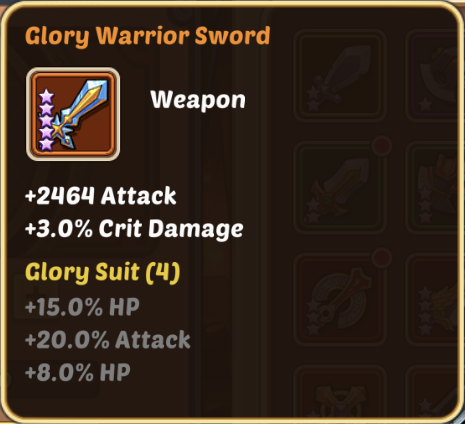 Glory Warrior Sword
Weapon
+2464 Attack
+3.0% Crit Damage
Glory Suit (4)
+15.0% HP
+20.0% Attack
+8.0% HP